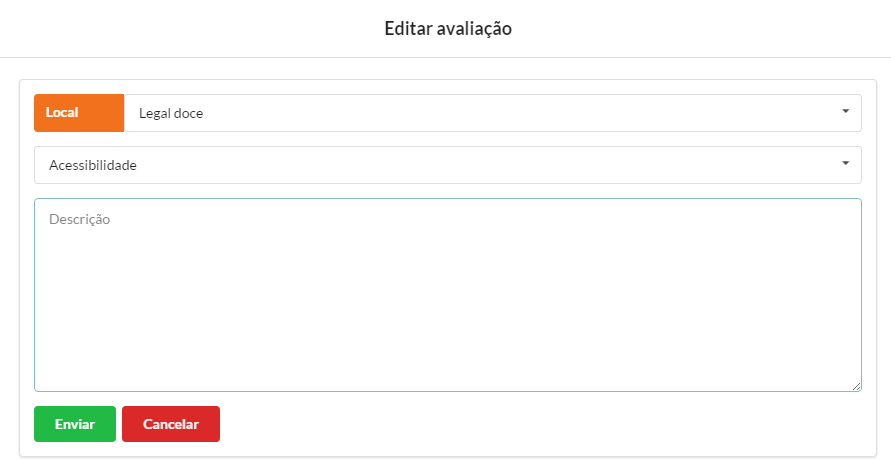 Editar avaliação
Local Legal doce
Acessibilidade
Descrição
Enviar Cancelar